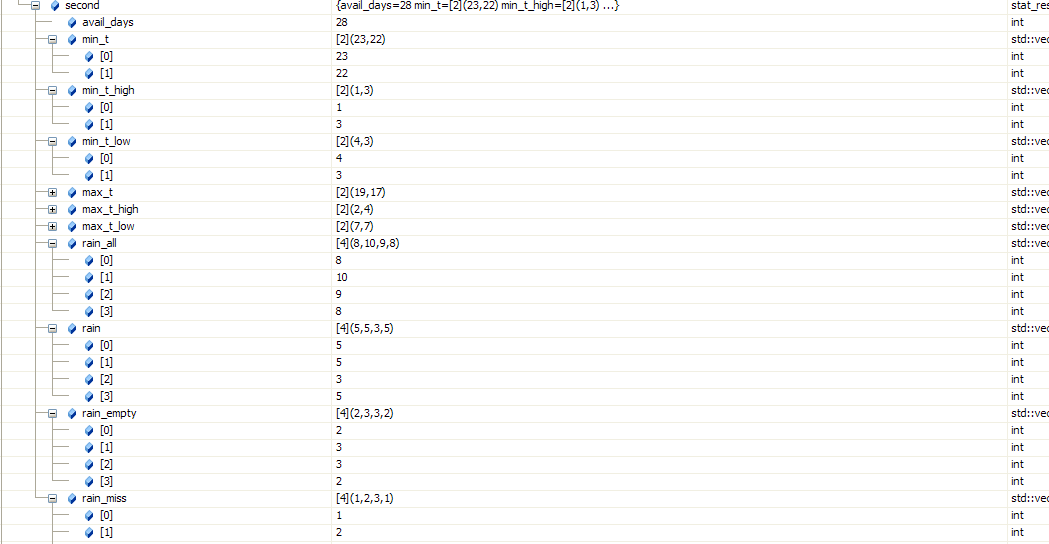 second {avail_days=28 min_t=[2](23,22) min_t_high=[2](1,3) ...} stat_res
avail_days 28 int
min_t [2](23,22) std::vec
[0] 23 int
[1] 22 int
min_t_high [2](1,3) std::vec
[0] 1 int
[1] 3 int
min_t_low [2](4,3) std::vec
[0] 4 int
[1] 3 int
max_t [2](19,17) std::vec
max_t_high [2](2,4) std::vec
max_t_low [2](7,7) std::vec
rain_all [4](8,10,9,8) std::vec
[0] 8 int
[1] 10 int
[2] 9 int
[3] 8 int
rain [4](5,5,3,5) std::vec
[0] 5 int
[1] 5 int
[2] 3 int
[3] 5 int
rain_empty [4](2,3,3,2) std::vec
[0] 2 int
[1] 3 int
[2] 3 int
[3] 2 int
rain_miss [4](1,2,3,1) std::vec
[0] 1 int
[1] 2 int